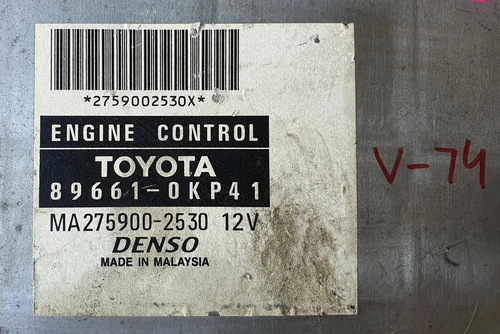 *2759002530X*
ENGINE CONTROL
TOYOTA
89661-0KP41
MA275900-2530 12V
DENSO
MADE IN MALAYSIA
V-74